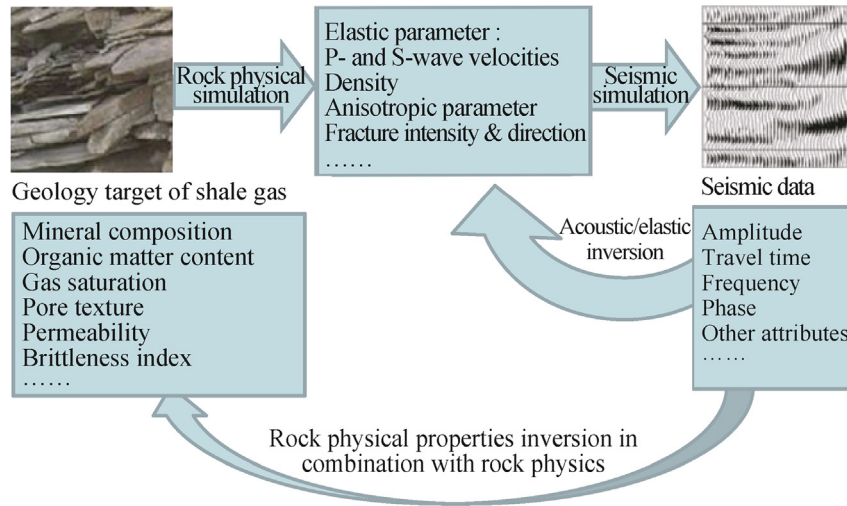 Rock physical
simulation
Elastic parameter :
P- and S-wave velocities
Density
Anisotropic parameter
Fracture intensity & direction
……
Seismic
simulation
Geology target of shale gas
Seismic data
Mineral composition
Organic matter content
Gas saturation
Pore texture
Permeability
Brittleness index
……
Acoustic/elastic
inversion
Amplitude
Travel time
Frequency
Phase
Other attributes
……
Rock physical properties inversion in
combination with rock physics